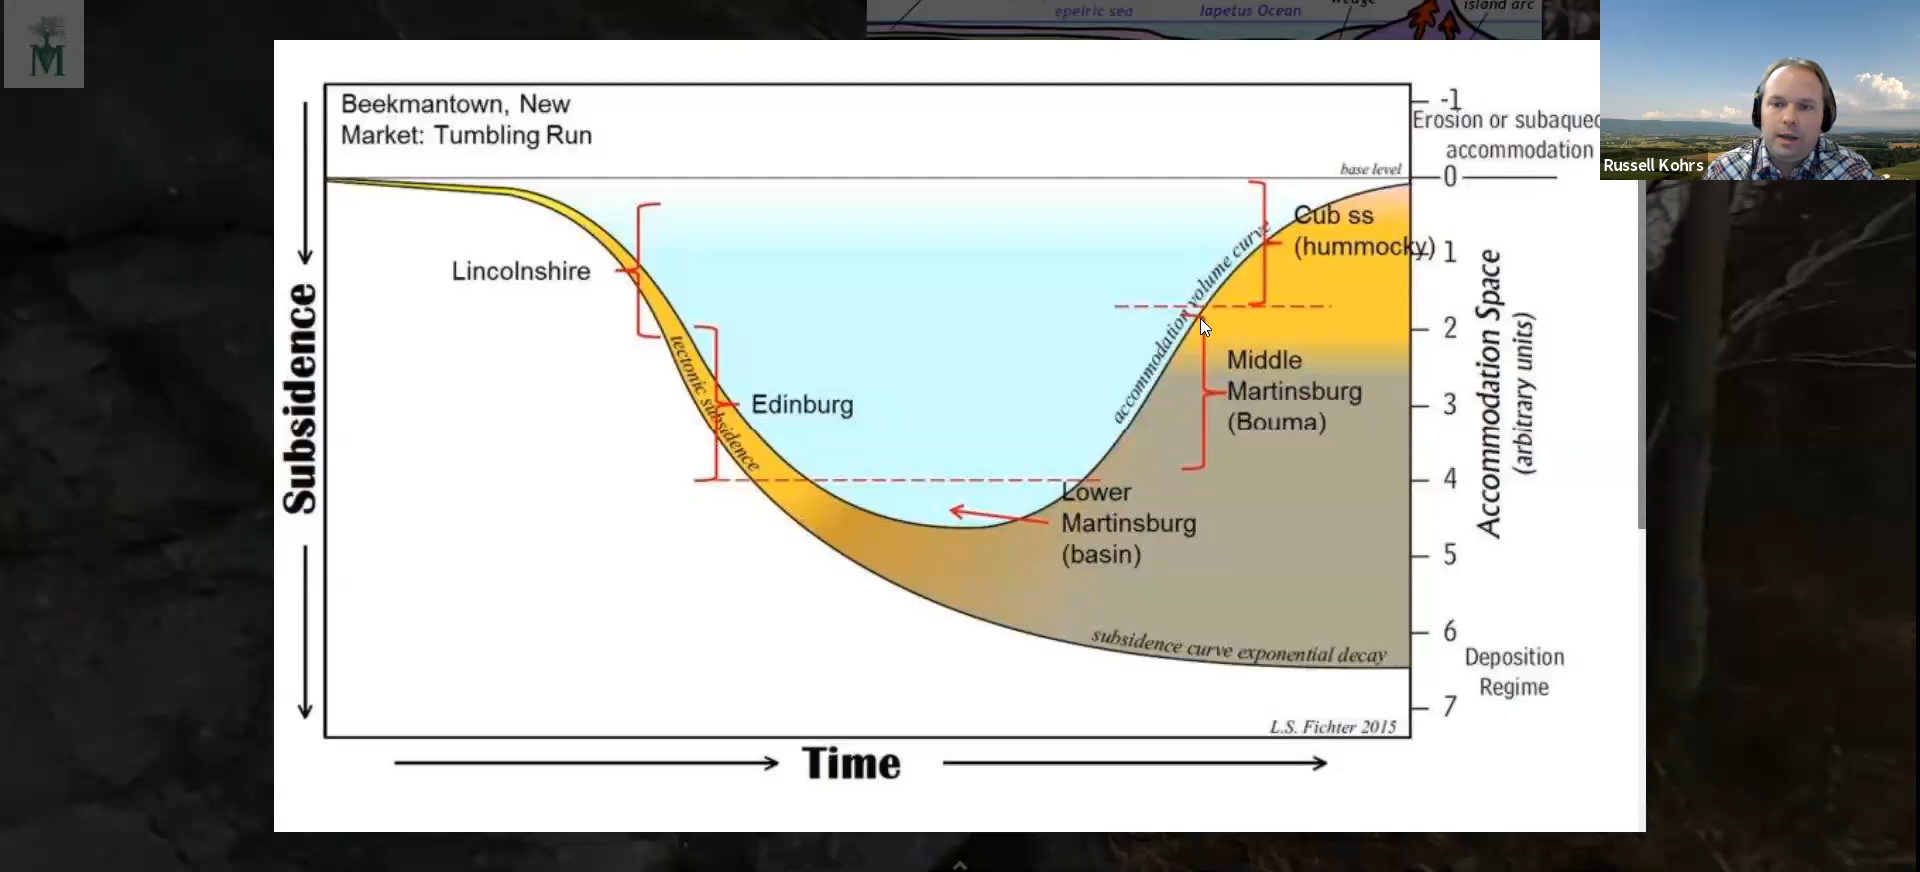 epeiric sea
Iapetus Ocean
wedge
island arc
M
Beekmantown, New
Market: Tumbling Run
-1
Erosion or subaqueo
accommodation
Russell Kohrs
base level
0
Cub ss
(hummocky)
1
Lincolnshire
accommodation volume curve
2
tectonic subsidence
Edinburg
Middle
Martinsburg
(Bouma)
3
Subsidence
Accommodation Space
(arbitrary units)
4
Lower
Martinsburg
(basin)
5
subsidence curve exponential decay
6
Deposition
Regime
7
L.S. Fichter 2015
Time